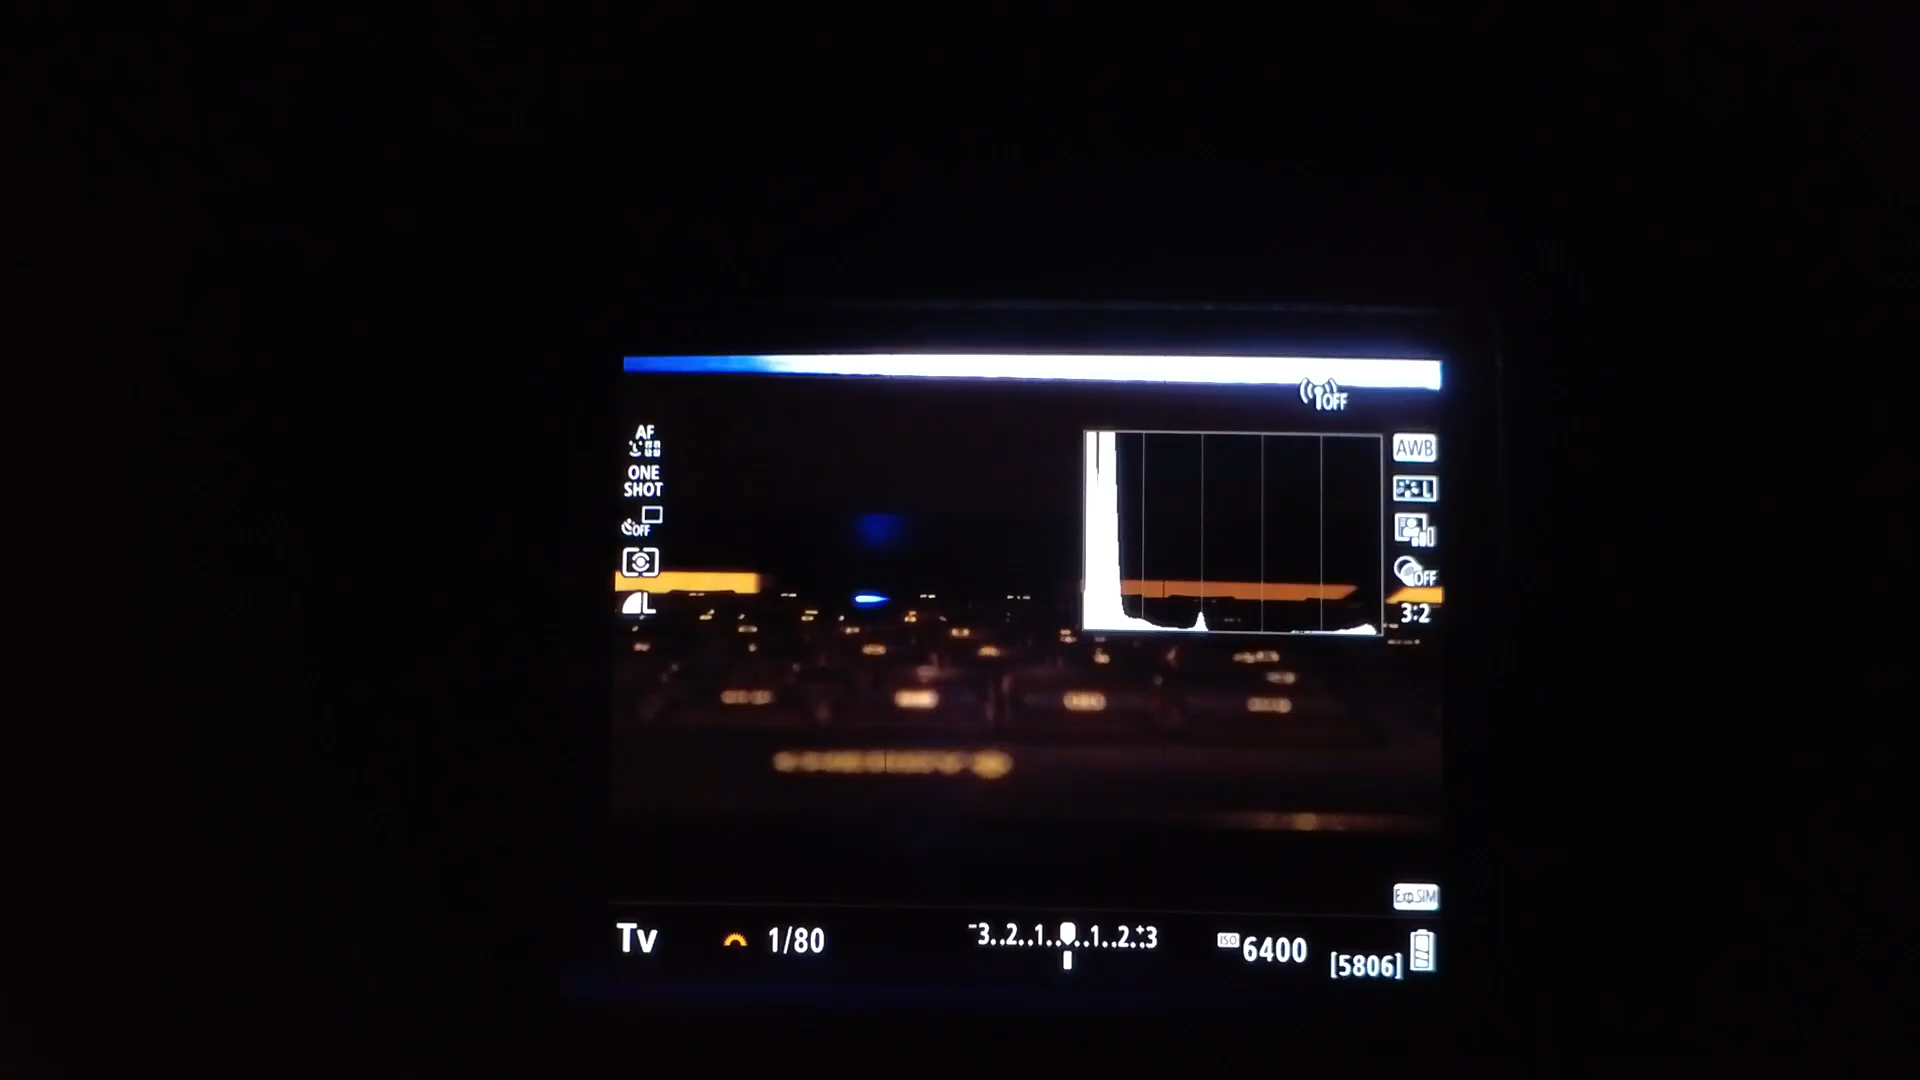 OFF
AF
AWB
ONE
SHOT
L
OFF
OFF
L
3:2
Exp.SIM
Tv 1/80 -3..2..1..  ..1..2..+3 ISO 6400 [5806]